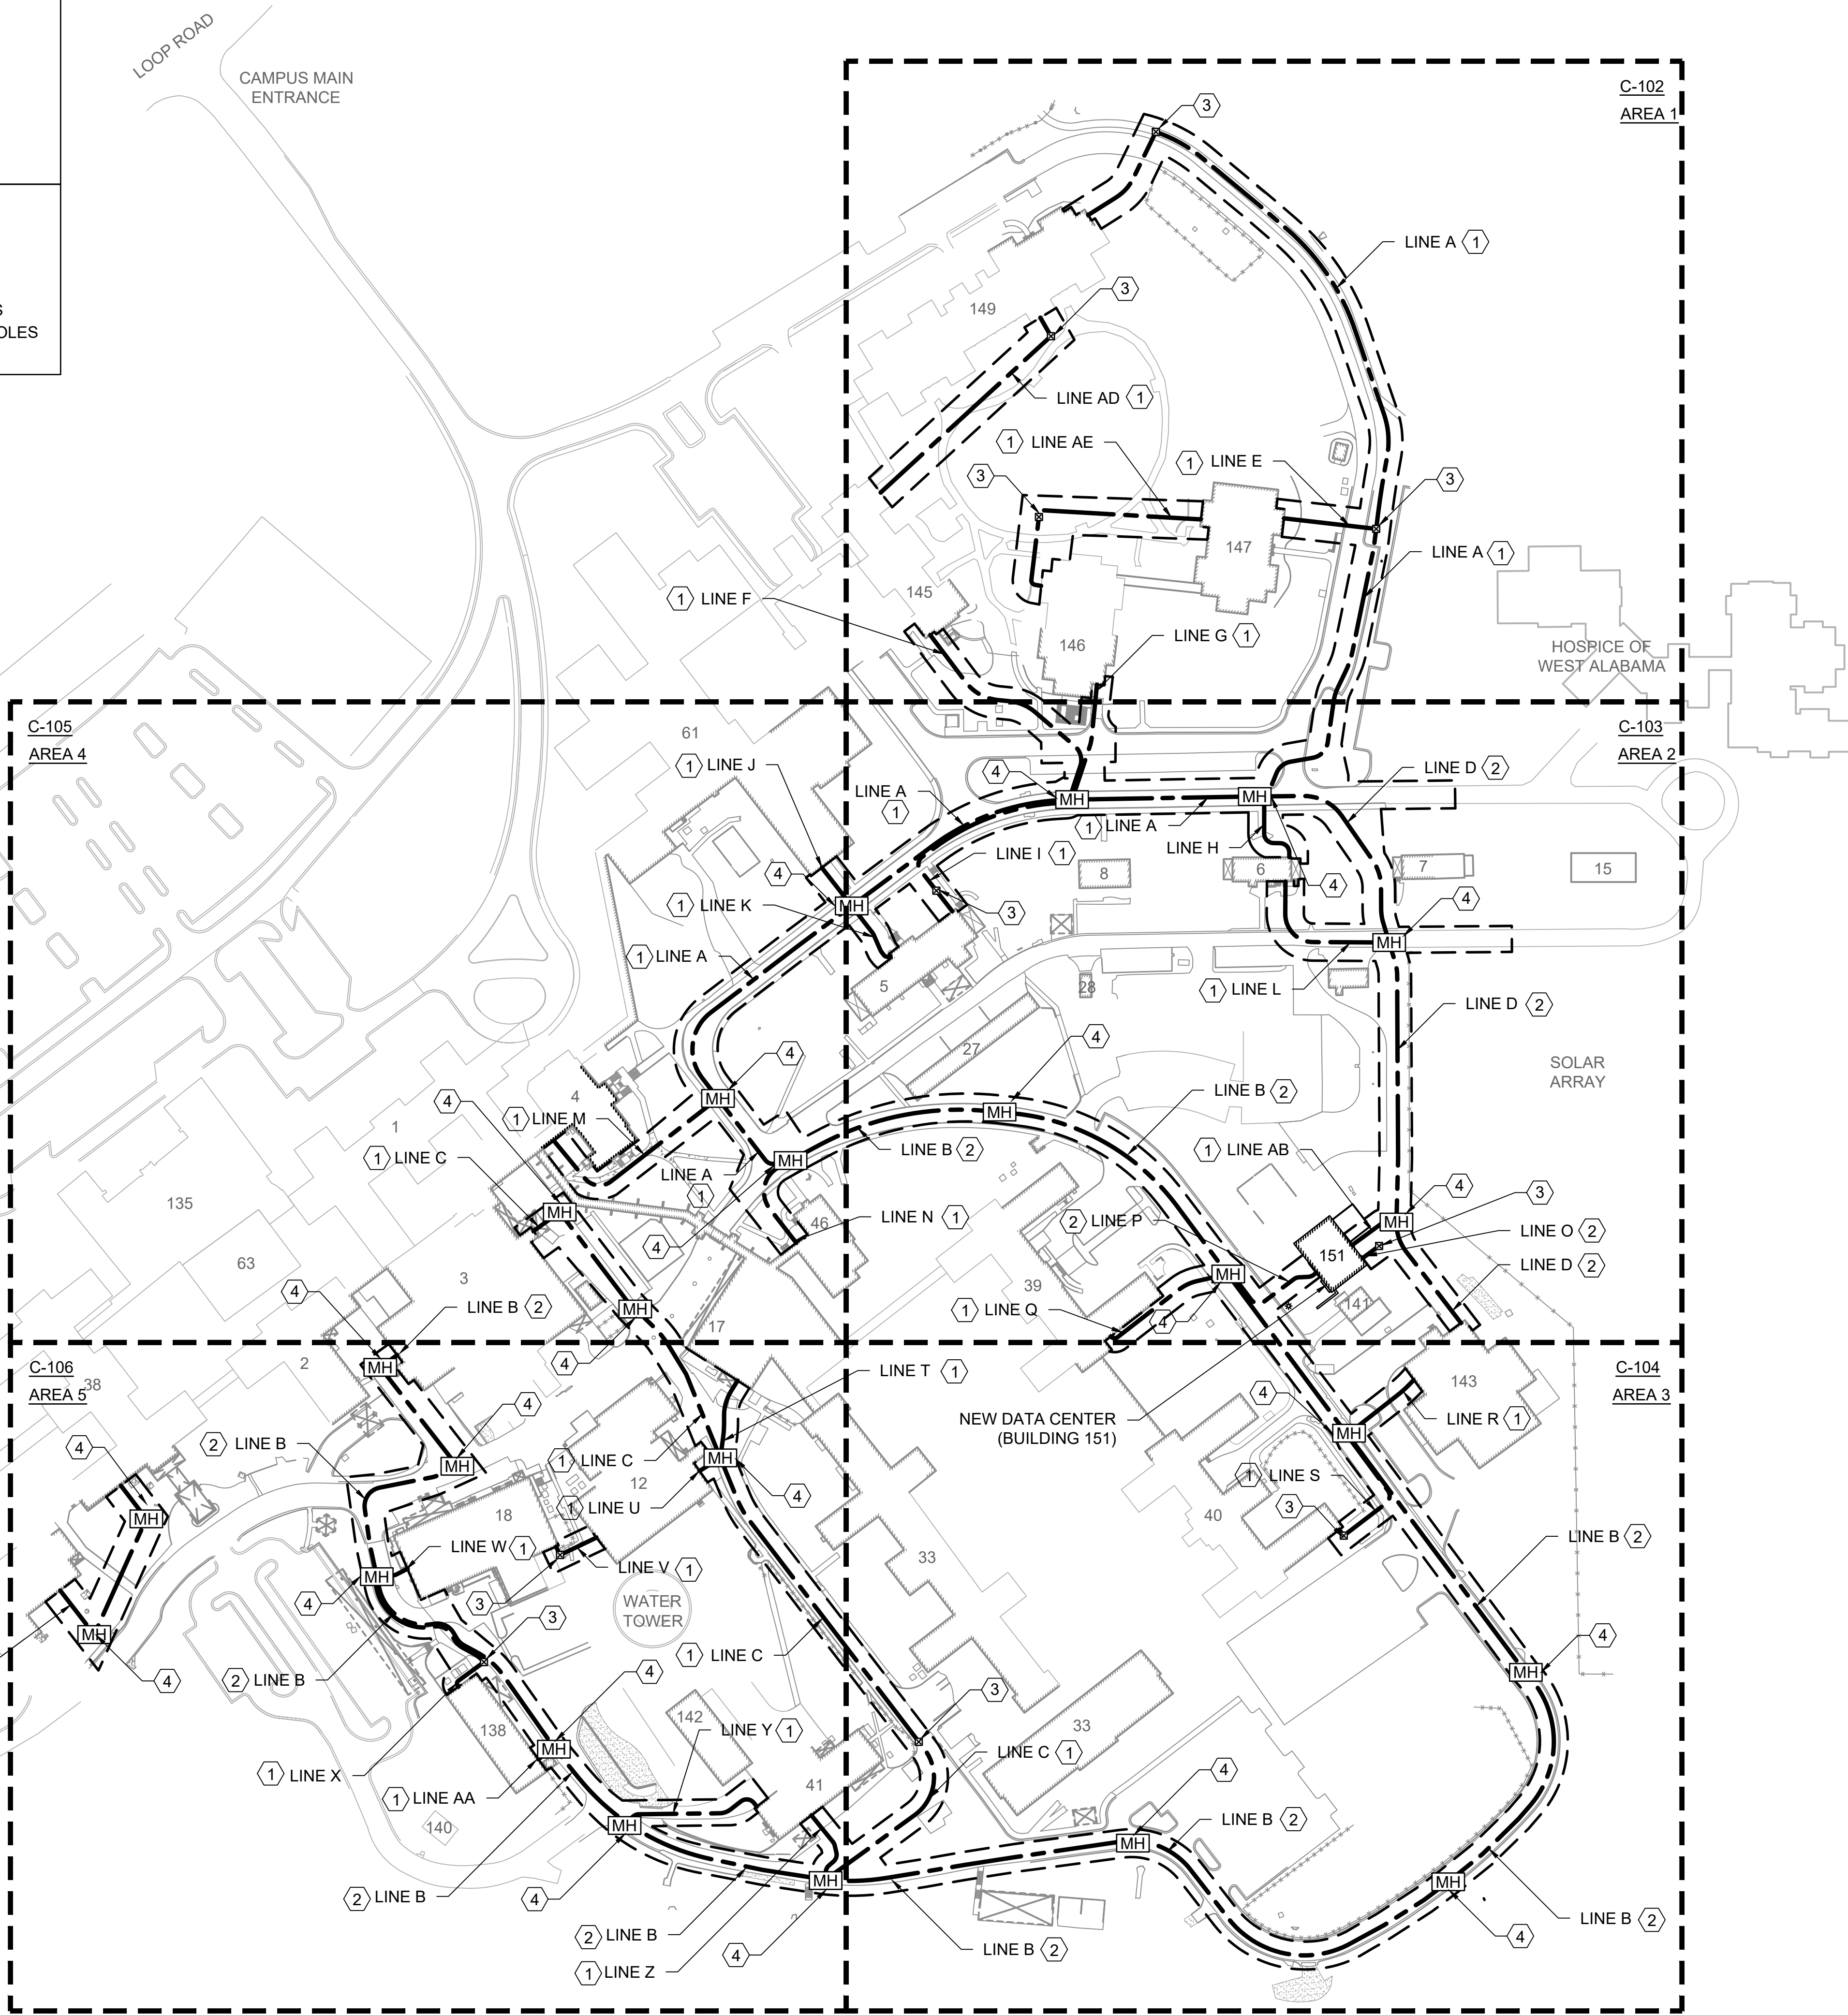 LOOP ROAD
CAMPUS MAIN
ENTRANCE
S
OLES
C-102
AREA 1
3
LINE A 1
149
3
LINE AD 1
1 LINE AE
1 LINE E
3
3
147
LINE A 1
145
1 LINE F
146
LINE G 1
HOSPICE OF
WEST ALABAMA
C-105
AREA 4
61
C-103
AREA 2
1 LINE J
4
MH
MH
LINE D 2
LINE A
1
1 LINE A
LINE H
LINE I 1
4
8
6
7
15
4
3
4
1 LINE K
MH
MH
1 LINE A
5
28
1 LINE L
LINE D 2
27
4
4
SOLAR
ARRAY
4
4
MH
MH
LINE B 2
1
1 LINE M
1 LINE C
LINE A
1
MH
LINE B 2
1 LINE AB
4
3
135
MH
46
LINE N 1
2 LINE P
MH
LINE O 2
63
4
151
3
4
LINE B 2
MH
39
MH
LINE D 2
1 LINE Q
141
17
4
C-106
AREA 5
38
2
MH
4
LINE T 1
C-104
AREA 3
143
4
NEW DATA CENTER
(BUILDING 151)
4
LINE R 1
MH
4
2 LINE B
MH
1 LINE C
12
MH
4
1 LINE S
3
40
MH
18
1 LINE U
LINE W 1
LINE V 1
33
LINE B 2
MH
4
3
WATER
TOWER
3
MH
4
2 LINE B
4
1 LINE C
4
MH
3
138
142
LINE Y 1
33
MH
LINE C 1
1 LINE X
4
1 LINE AA
41
140
MH
MH
LINE B 2
2 LINE B
4
MH
MH
2 LINE B
4
LINE B 2
LINE B 2
4
1 LINE Z